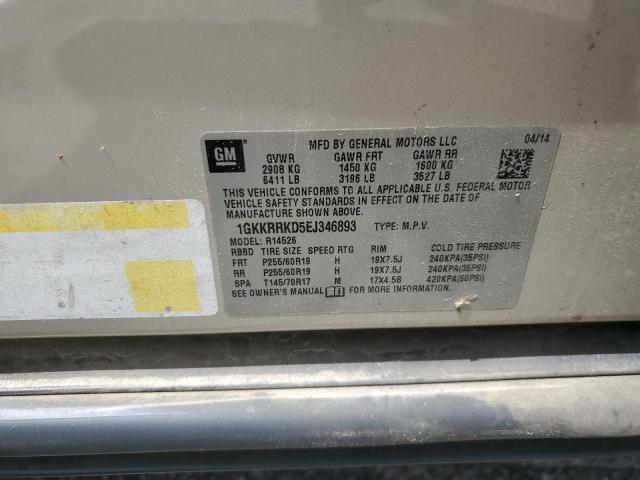 GM
MFD BY GENERAL MOTORS LLC 04/14
GVWR GAWR FRT GAWR RR
2908 KG 1450 KG 1600 KG
6411 LB 3196 LB 3527 LB
THIS VEHICLE CONFORMS TO ALL APPLICABLE U.S. FEDERAL MOTOR
VEHICLE SAFETY AND THEFT PREVENTION STANDARDS IN EFFECT ON THE DATE OF
MANUFACTURE SHOWN ABOVE.
1GKKRRKD5EJ346893 TYPE: M.P.V.
MODEL: R14526
RBBD TIRE SIZE SPEED RTG RIM COLD TIRE PRESSURE
FRT P255/60R19 H 19X7.5J 240KPA(35PSI)
RR P255/60R19 H 19X7.5J 240KPA(35PSI)
SPA T145/70R17 M 17X4.5B 420KPA(60PSI)
SEE OWNER'S MANUAL FOR MORE INFORMATION.